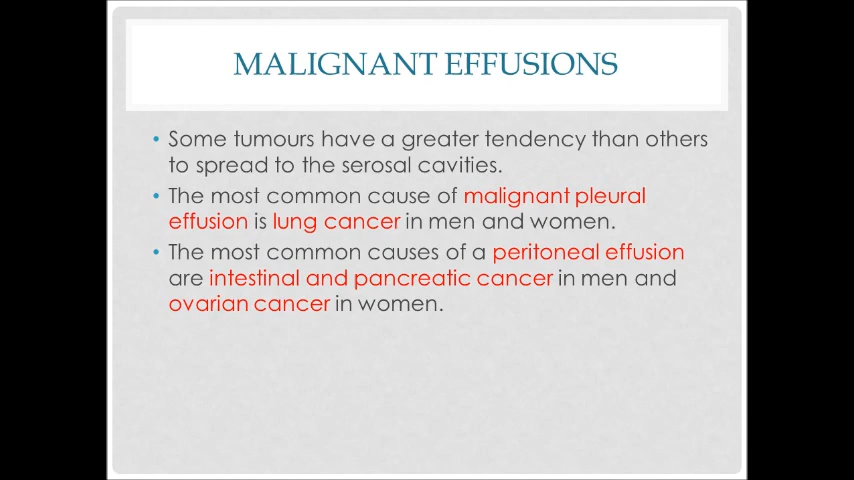 MALIGNANT EFFUSIONS
• Some tumours have a greater tendency than others
to spread to the serosal cavities.
• The most common cause of malignant pleural
effusion is lung cancer in men and women.
• The most common causes of a peritoneal effusion
are intestinal and pancreatic cancer in men and
ovarian cancer in women.